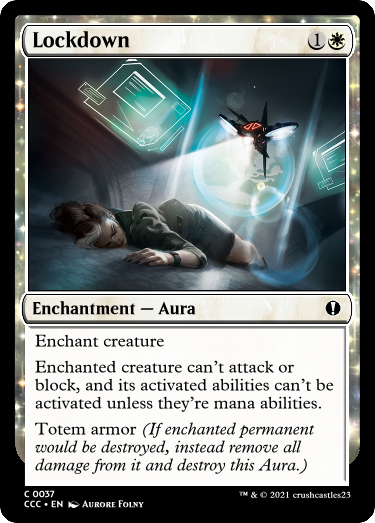 Lockdown 1
Enchantment — Aura
Enchant creature
Enchanted creature can't attack or
block, and its activated abilities can't be
activated unless they're mana abilities.
Totem armor (If enchanted permanent
would be destroyed, instead remove all
damage from it and destroy this Aura.)
C 0037
CCC • EN Aurore Folny
™ & © 2021 crushcastles23